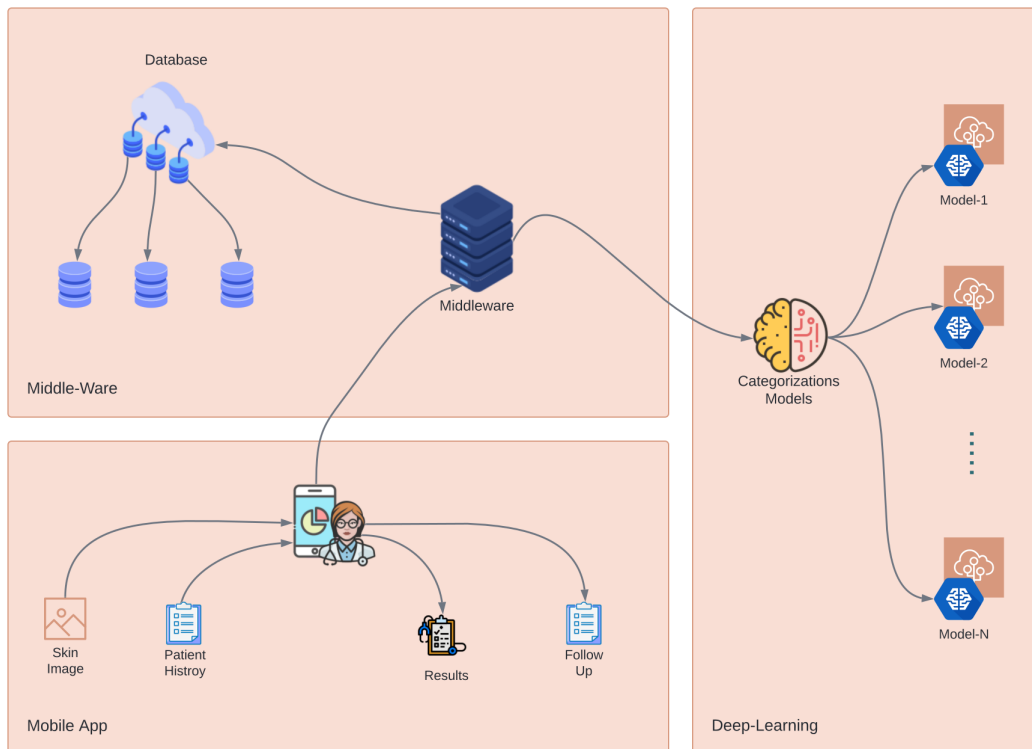 Database
Middleware
Middle-Ware
Model-1
Model-2
Categorizations
Models
Model-N
Deep-Learning
Skin
Image
Patient
Histroy
Results
Follow
Up
Mobile App